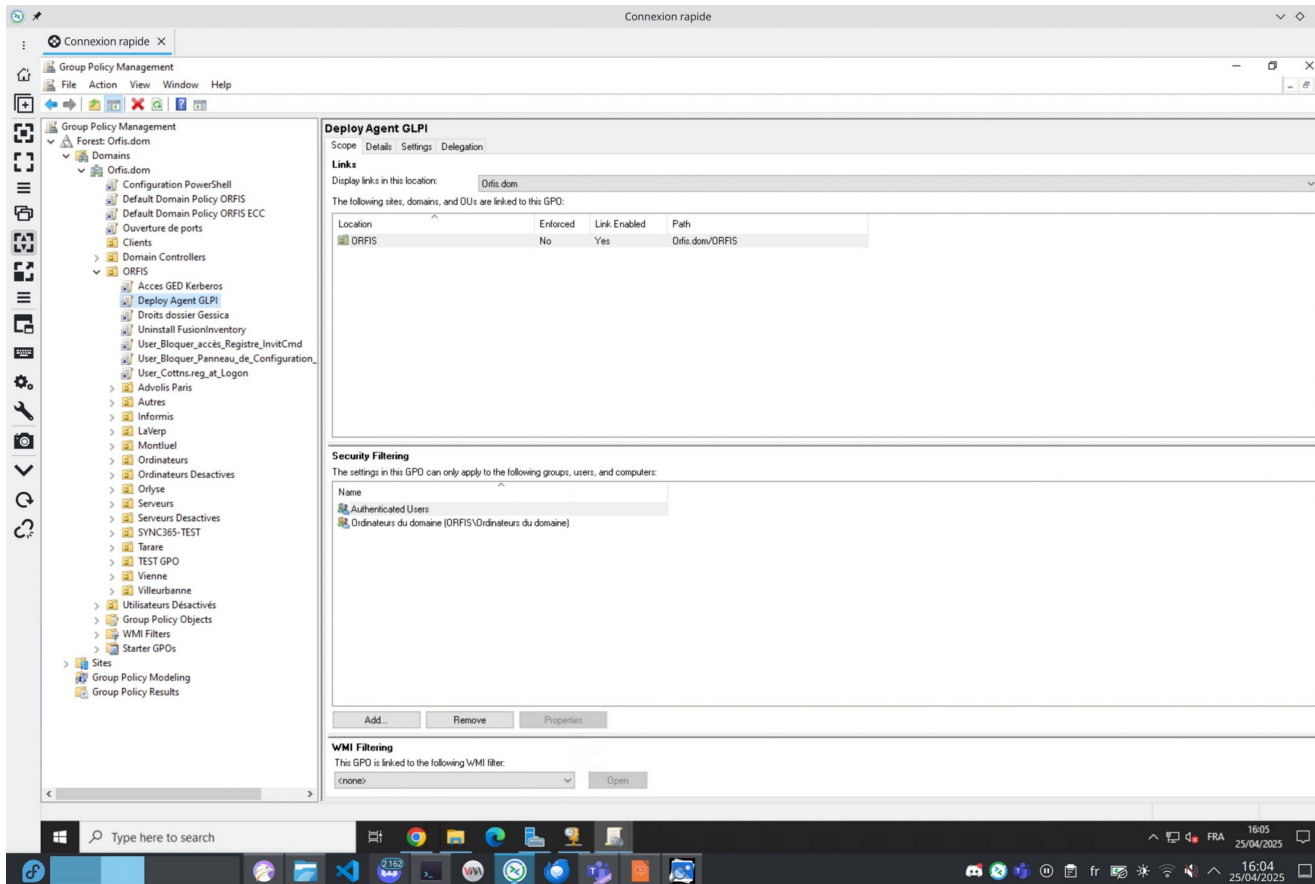 Connexion rapide
Connexion rapide
Group Policy Management
File Action View Window Help
Group Policy Management
Forest: Orfis.dom
Domains
Orfis.dom
Configuration PowerShell
Default Domain Policy ORFIS
Default Domain Policy ORFIS ECC
Ouverture de ports
Clients
Domain Controllers
ORFIS
Acces GED Kerberos
Deploy Agent GLPI
Droits dossier Gessica
Uninstall FusionInventory
User_Bloquer_accès_Registre_InvitCmd
User_Bloquer_Panneau_de_Configuration_
User_Cottns.reg_at_Logon
Advolis Paris
Autres
Informis
LaVerp
Montluel
Ordinateurs
Ordinateurs Desactives
Orlyse
Serveurs
Serveurs Desactives
SYNC365-TEST
Tarare
TEST GPO
Vienne
Villeurbanne
Utilisateurs Désactivés
Group Policy Objects
WMI Filters
Starter GPOs
Sites
Group Policy Modeling
Group Policy Results
Deploy Agent GLPI
Scope Details Settings Delegation
Links
Display links in this location: Orfis.dom
The following sites, domains, and OUs are linked to this GPO:
Location Enforced Link Enabled Path
ORFIS No Yes Orfis.dom/ORFIS
Security Filtering
The settings in this GPO can only apply to the following groups, users, and computers:
Name
Authenticated Users
Ordinateurs du domaine (ORFIS\Ordinateurs du domaine)
Add... Remove Properties
WMI Filtering
This GPO is linked to the following WMI filter:
<none> Open
Type here to search
FRA 16:05
25/04/2025
2162
fr 16:04
25/04/2025